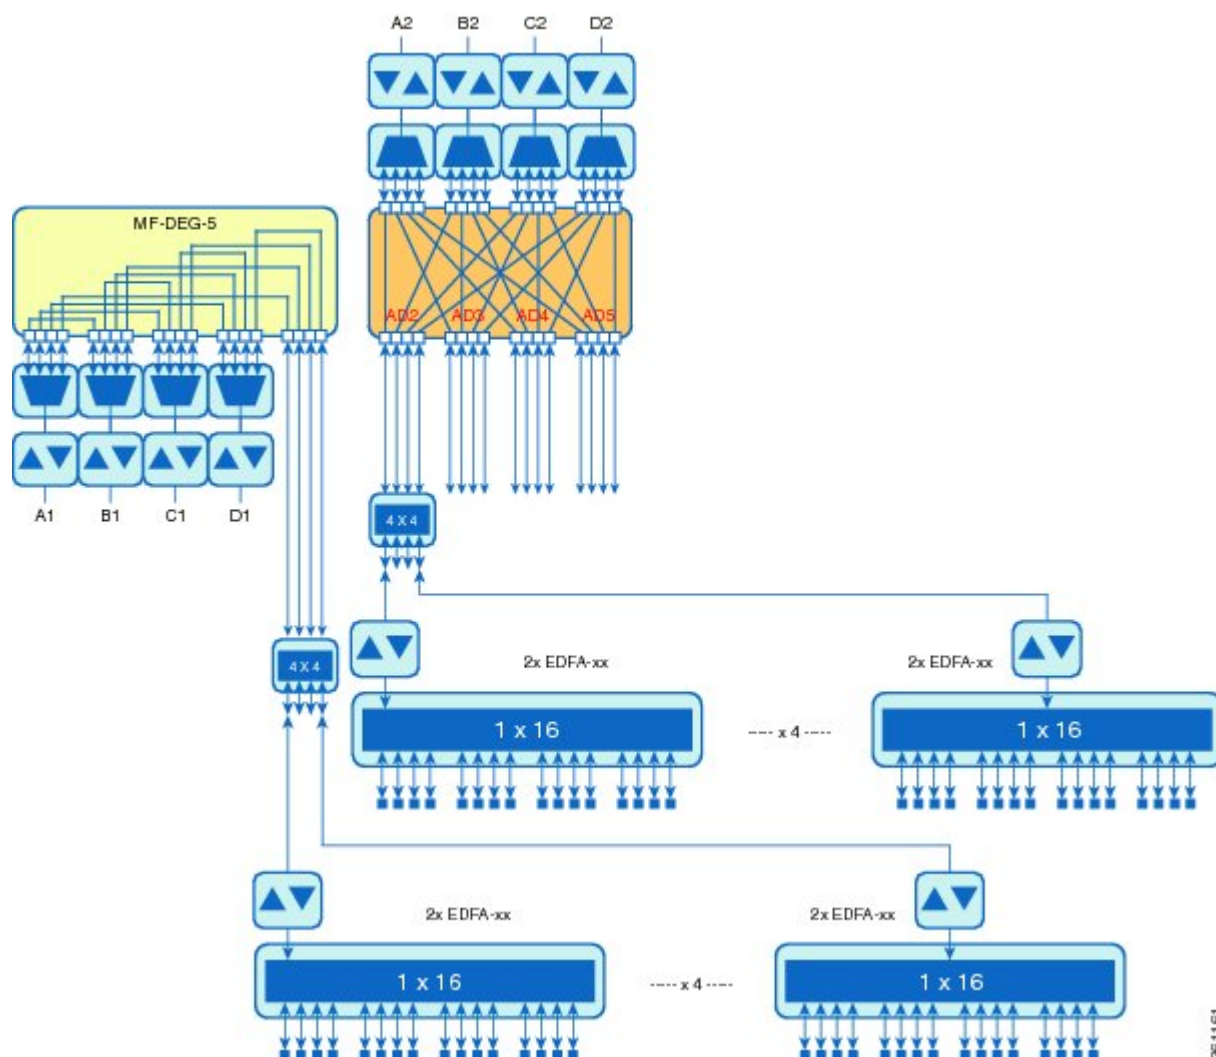 A2 B2 C2 D2
MF-DEG-5
AD2 AD3 AD4 AD5
A1 B1 C1 D1
4 X 4
4 X 4
2x EDFA-xx 2x EDFA-xx
1 x 16 ----- x 4 ----- 1 x 16
2x EDFA-xx 2x EDFA-xx
1 x 16 ----- x 4 ----- 1 x 16